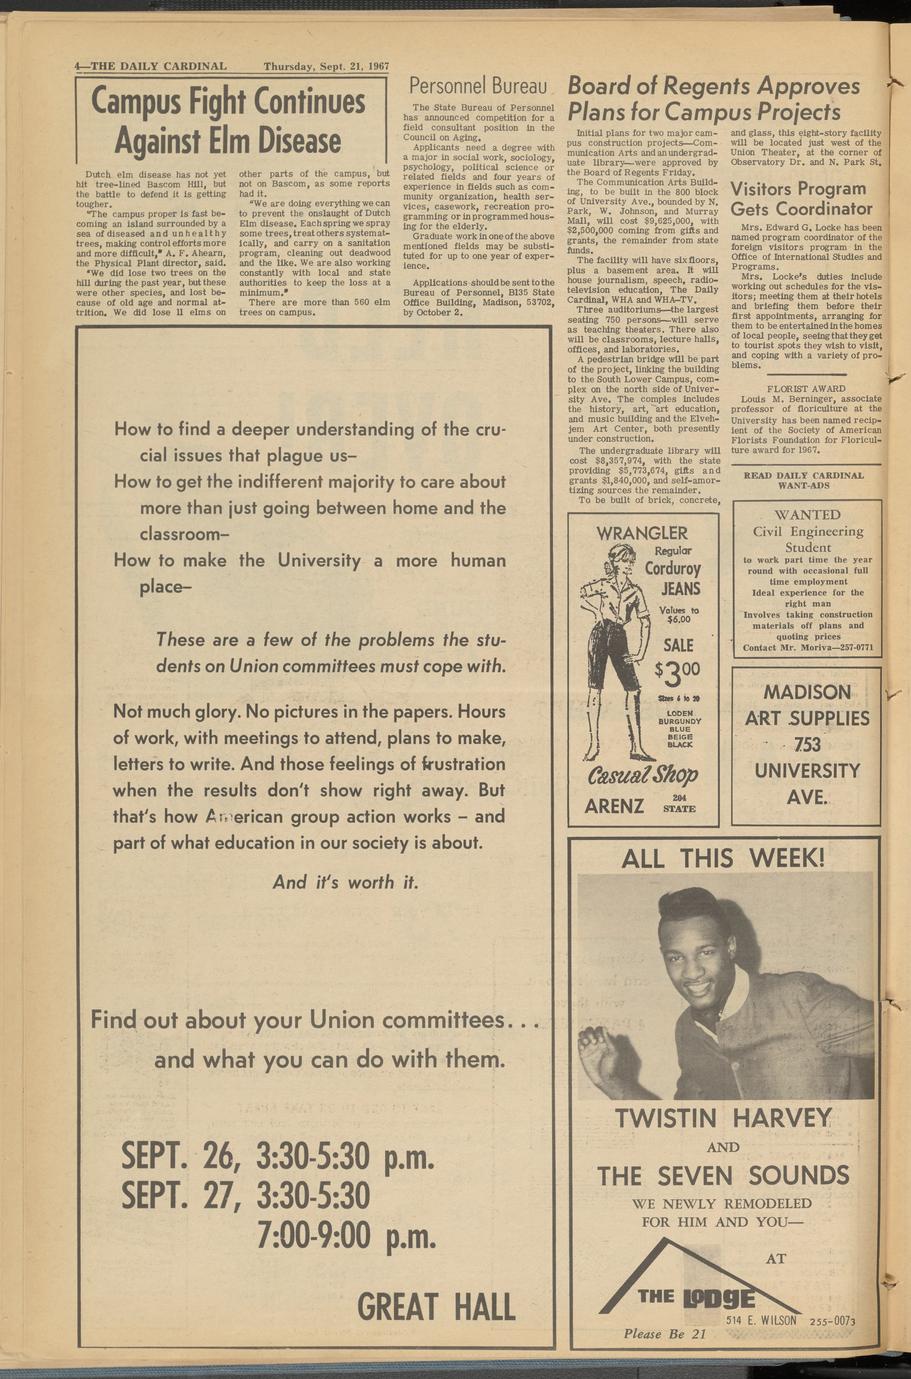 4—THE DAILY CARDINAL Thursday, Sept. 21, 1967
Campus Fight Continues
Against Elm Disease
Dutch elm disease has not yet
hit tree-lined Bascom Hill, but
the battle to defend it is getting
tougher.
"The campus proper is fast be-
coming an island surrounded by a
sea of diseased and unhealthy
trees, making control efforts more
and more difficult," A. F. Ahearn,
the Physical Plant director, said.
"We did lose two trees on the
hill during the past year, but these
were other species, and lost be-
cause of old age and normal at-
trition. We did lose 11 elms on
other parts of the campus, but
not on Bascom, as some reports
had it.
"We are doing everything we can
to prevent the onslaught of Dutch
Elm disease. Each spring we spray
some trees, treat others systemat-
ically, and carry on a sanitation
program, cleaning out deadwood
and the like. We are also working
constantly with local and state
authorities to keep the loss at a
minimum."
There are more than 560 elm
trees on campus.
Personnel Bureau
The State Bureau of Personnel
has announced competition for a
field consultant position in the
Council on Aging.
Applicants need a degree with
a major in social work, sociology,
psychology, political science or
related fields and four years of
experience in fields such as com-
munity organization, health ser-
vices, casework, recreation pro-
gramming or in programmed hous-
ing for the elderly.
Graduate work in one of the above
mentioned fields may be substi-
tuted for up to one year of exper-
ience.
Applications should be sent to the
Bureau of Personnel, B135 State
Office Building, Madison, 53702,
by October 2.
Board of Regents Approves
Plans for Campus Projects
Initial plans for two major cam-
pus construction projects—Com-
munication Arts and an undergrad-
uate library—were approved by
the Board of Regents Friday.
The Communication Arts Build-
ing, to be built in the 800 block
of University Ave., bounded by N.
Park, W. Johnson, and Murray
Mall, will cost $9,625,000, with
$2,500,000 coming from gifts and
grants, the remainder from state
funds.
The facility will have six floors,
plus a basement area. It will
house journalism, speech, radio-
television education, The Daily
Cardinal, WHA and WHA-TV.
Three auditoriums—the largest
seating 750 persons—will serve
as teaching theaters. There also
will be classrooms, lecture halls,
offices, and laboratories.
A pedestrian bridge will be part
of the project, linking the building
to the South Lower Campus, com-
plex on the north side of Univer-
sity Ave. The comples includes
the history, art, art education,
and music building and the Elveh-
jem Art Center, both presently
under construction.
The undergraduate library will
cost $8,357,974, with the state
providing $5,773,674, gifts and
grants $1,840,000, and self-amor-
tizing sources the remainder.
To be built of brick, concrete,
and glass, this eight-story facility
will be located just west of the
Union Theater, at the corner of
Observatory Dr. and N. Park St.
Visitors Program
Gets Coordinator
Mrs. Edward G. Locke has been
named program coordinator of the
foreign visitors program in the
Office of International Studies and
Programs.
Mrs. Locke's duties include
working out schedules for the vis-
itors; meeting them at their hotels
and briefing them before their
first appointments, arranging for
them to be entertained in the homes
of local people, seeing that they get
to tourist spots they wish to visit,
and coping with a variety of pro-
blems.
FLORIST AWARD
Louis M. Berninger, associate
professor of floriculture at the
University has been named recip-
ient of the Society of American
Florists Foundation for Floricul-
ture award for 1967.
READ DAILY CARDINAL
WANT-ADS
How to find a deeper understanding of the cru-
cial issues that plague us—
How to get the indifferent majority to care about
more than just going between home and the
classroom—
How to make the University a more human
place—
These are a few of the problems the stu-
dents on Union committees must cope with.
Not much glory. No pictures in the papers. Hours
of work, with meetings to attend, plans to make,
letters to write. And those feelings of frustration
when the results don't show right away. But
that's how American group action works – and
part of what education in our society is about.
And it's worth it.
Find out about your Union committees...
and what you can do with them.
SEPT. 26, 3:30-5:30 p.m.
SEPT. 27, 3:30-5:30
7:00-9:00 p.m.
GREAT HALL
WRANGLER
Regular
Corduroy
JEANS
Values to
$6.00
SALE
$3.00
Sizes 6 to 20
LODEN
BURGUNDY
BLUE
BEIGE
BLACK
Casual Shop
ARENZ 204
STATE
WANTED
Civil Engineering
Student
to work part time the year
round with occasional full
time employment
Ideal experience for the
right man
Involves taking construction
materials off plans and
quoting prices
Contact Mr. Moriva—257-0771
MADISON
ART SUPPLIES
753
UNIVERSITY
AVE.
ALL THIS WEEK!
TWISTIN HARVEY
AND
THE SEVEN SOUNDS
WE NEWLY REMODELED
FOR HIM AND YOU—
AT
THE LODGE
514 E. WILSON 255-0073
Please Be 21